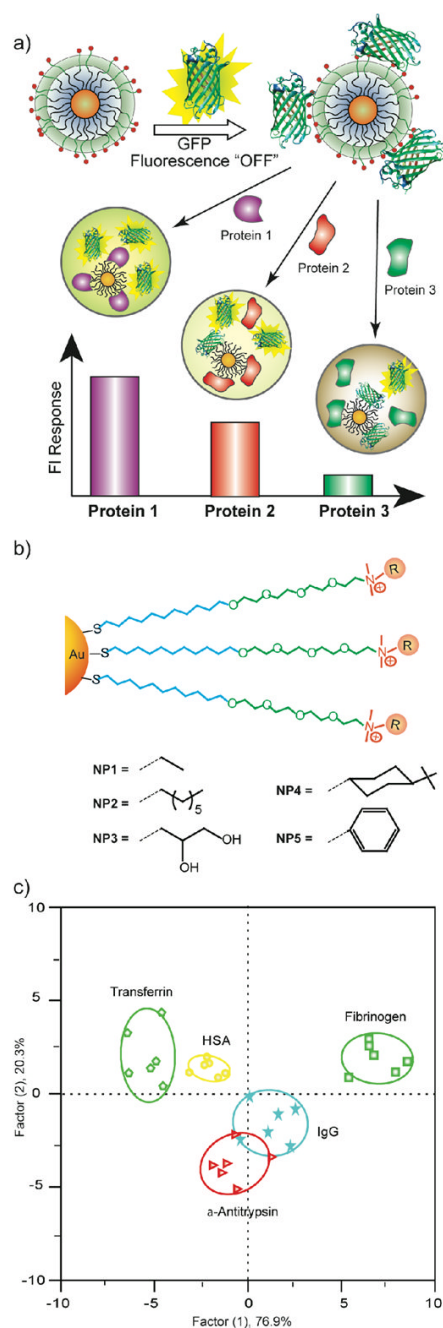 a)
GFP
Fluorescence "OFF"
Protein 1
Protein 2
Protein 3
FI Response
Protein 1
Protein 2
Protein 3
b)
Au
S
O
O
O
O
N
⊕
R
S
O
O
O
O
N
⊕
R
S
O
O
O
O
N
⊕
R
NP1 =
NP2 =
5
NP3 =
OH
OH
NP4 =
NP5 =
c)
Factor (2), 20.3%
10
5
0
-5
-10
Transferrin
HSA
Fibrinogen
IgG
a-Antitrypsin
-10
-5
0
5
10
Factor (1), 76.9%